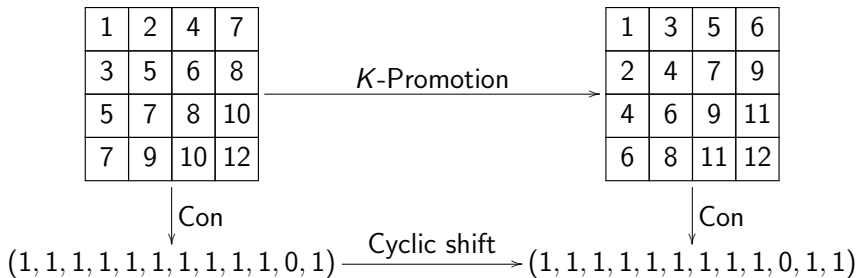 1 2 4 7 1 3 5 6
3 5 6 8 2 4 7 9
K-Promotion
5 7 8 10 4 6 9 11
7 9 10 12 6 8 11 12
Con Con
(1, 1, 1, 1, 1, 1, 1, 1, 1, 1, 0, 1) Cyclic shift (1, 1, 1, 1, 1, 1, 1, 1, 1, 0, 1, 1)